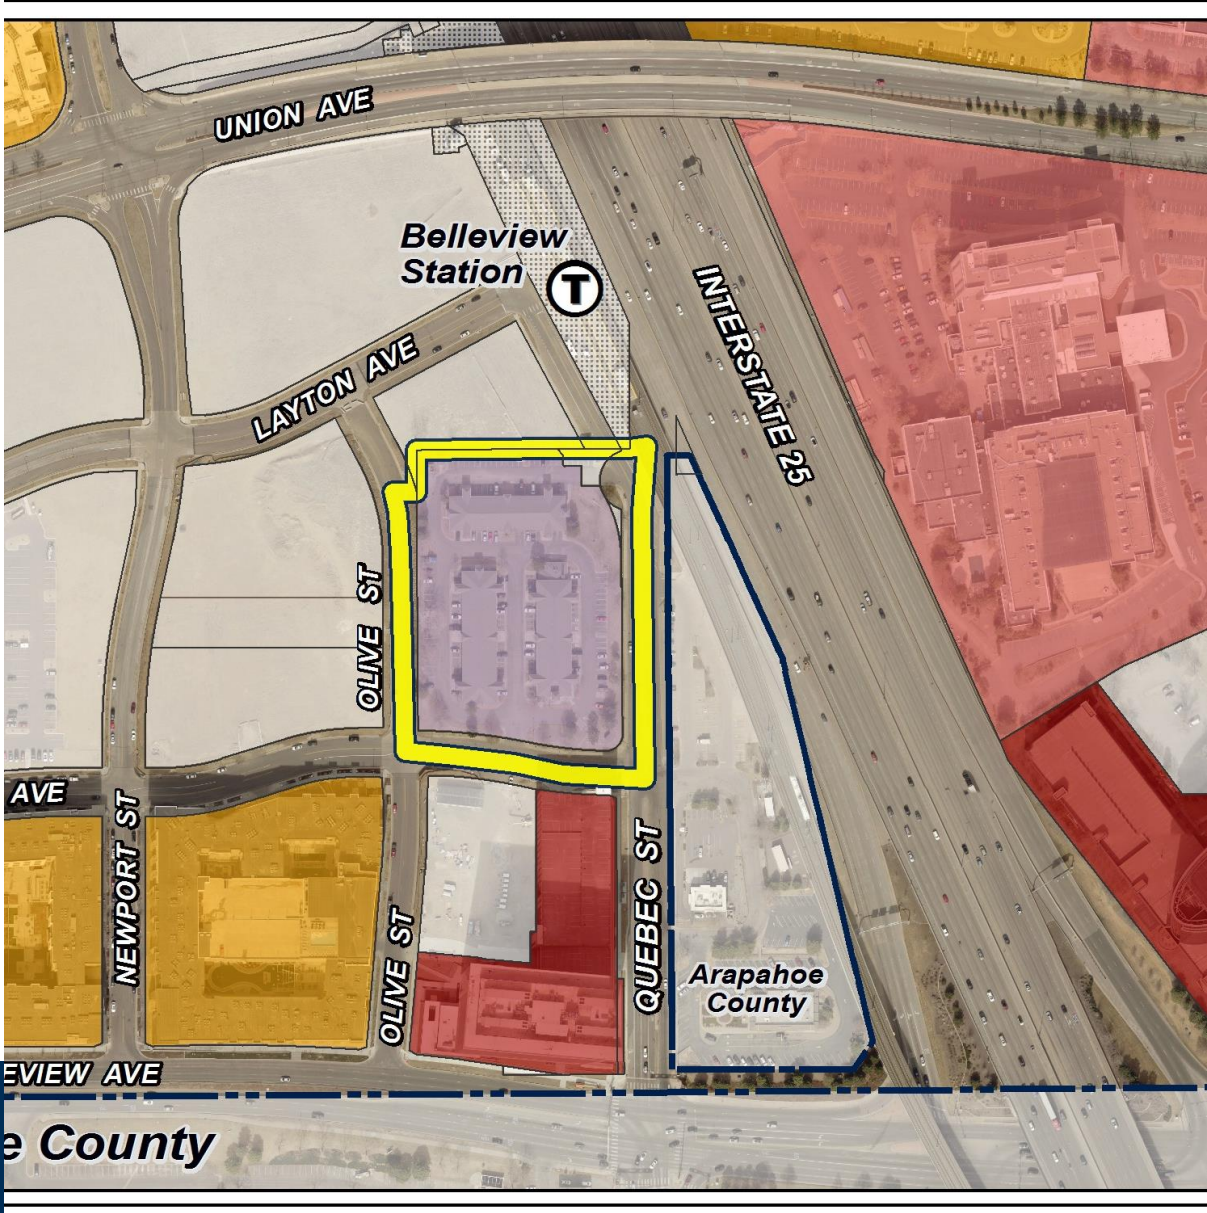 UNION AVE
Belleview
Station
T
INTERSTATE 25
LAYTON AVE
OLIVE ST
AVE
NEWPORT ST
OLIVE ST
QUEBEC ST
Arapahoe
County
EVIEW AVE
e County